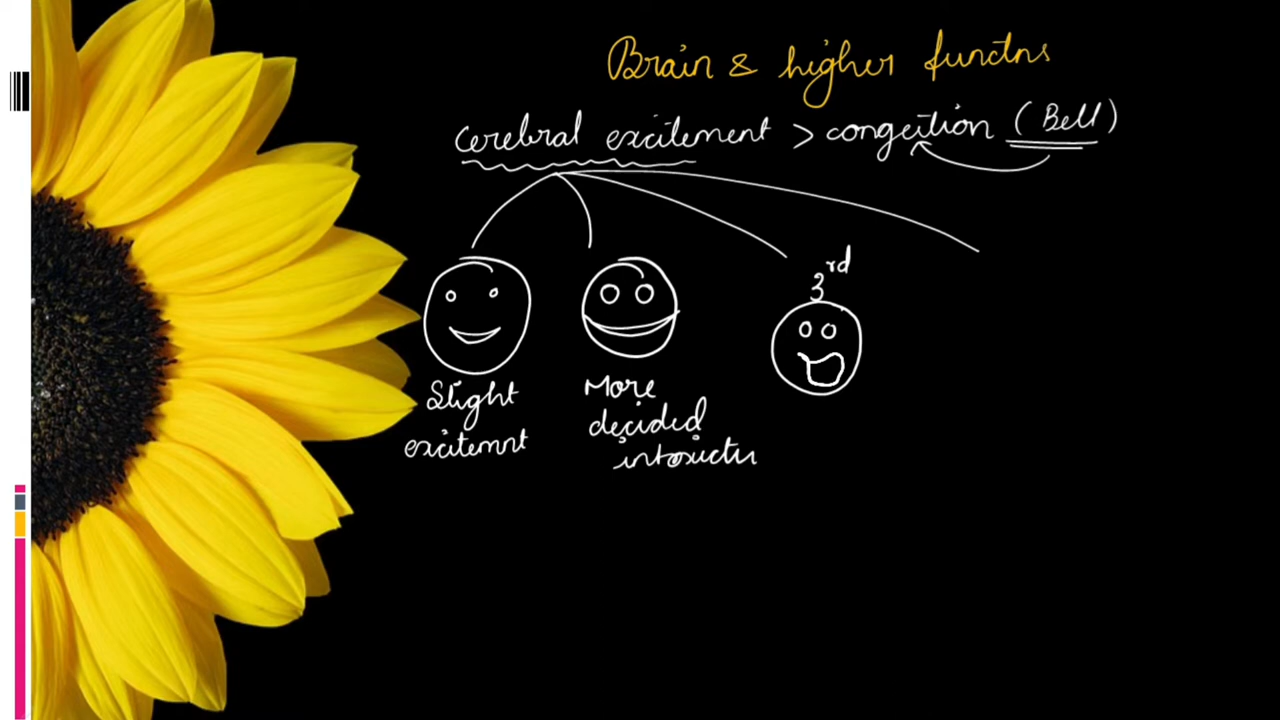 Brain & higher functns
cerebral excitement > congestion (Bell)
3rd
Slight
excitemnt
More
decided
intoxictn